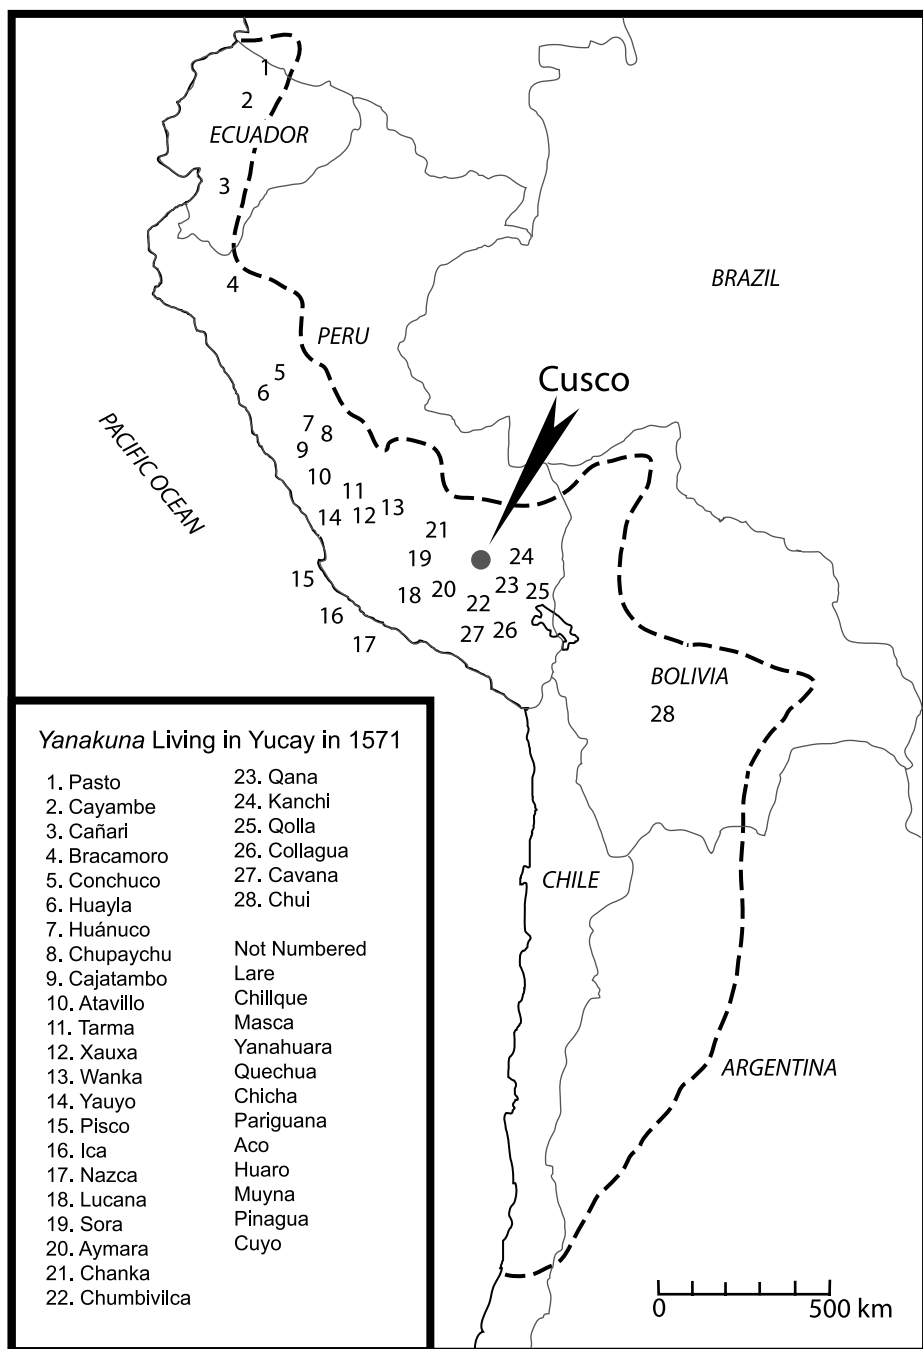 1
2
ECUADOR
3
4
BRAZIL
PERU
5
6
Cusco
7
8
9
PACIFIC OCEAN
10
11
14
12
13
21
19
24
15
18
20
23
25
22
16
17
27
26
BOLIVIA
28
Yanakuna Living in Yucay in 1571
1. Pasto
2. Cayambe
3. Cañari
4. Bracamoro
5. Conchuco
6. Huayla
7. Huánuco
8. Chupaychu
9. Cajatambo
10. Atavillo
11. Tarma
12. Xauxa
13. Wanka
14. Yauyo
15. Pisco
16. Ica
17. Nazca
18. Lucana
19. Sora
20. Aymara
21. Chanka
22. Chumbivilca
23. Qana
24. Kanchi
25. Qolla
26. Collagua
27. Cavana
28. Chui
Not Numbered
Lare
Chillque
Masca
Yanahuara
Quechua
Chicha
Pariguana
Aco
Huaro
Muyna
Pinagua
Cuyo
CHILE
ARGENTINA
0 500 km